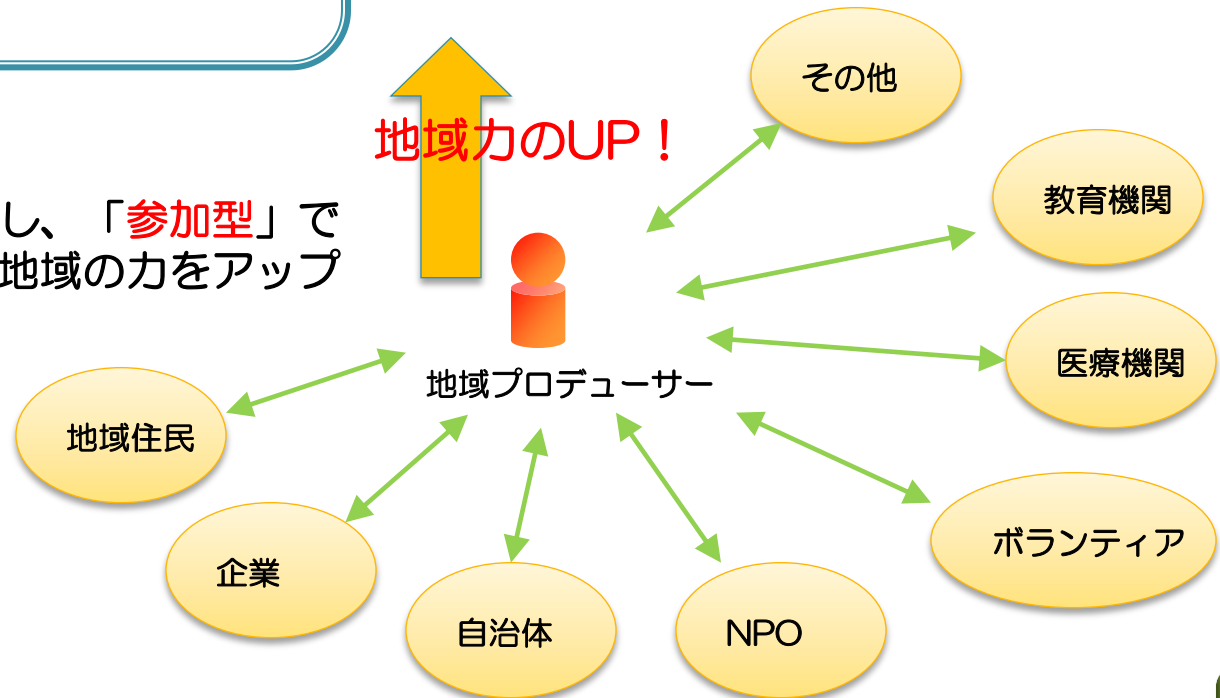 その他
地域力のUP！
教育機関
し、「参加型」で
地域の力をアップ
医療機関
地域プロデューサー
地域住民
ボランティア
企業
自治体
NPO